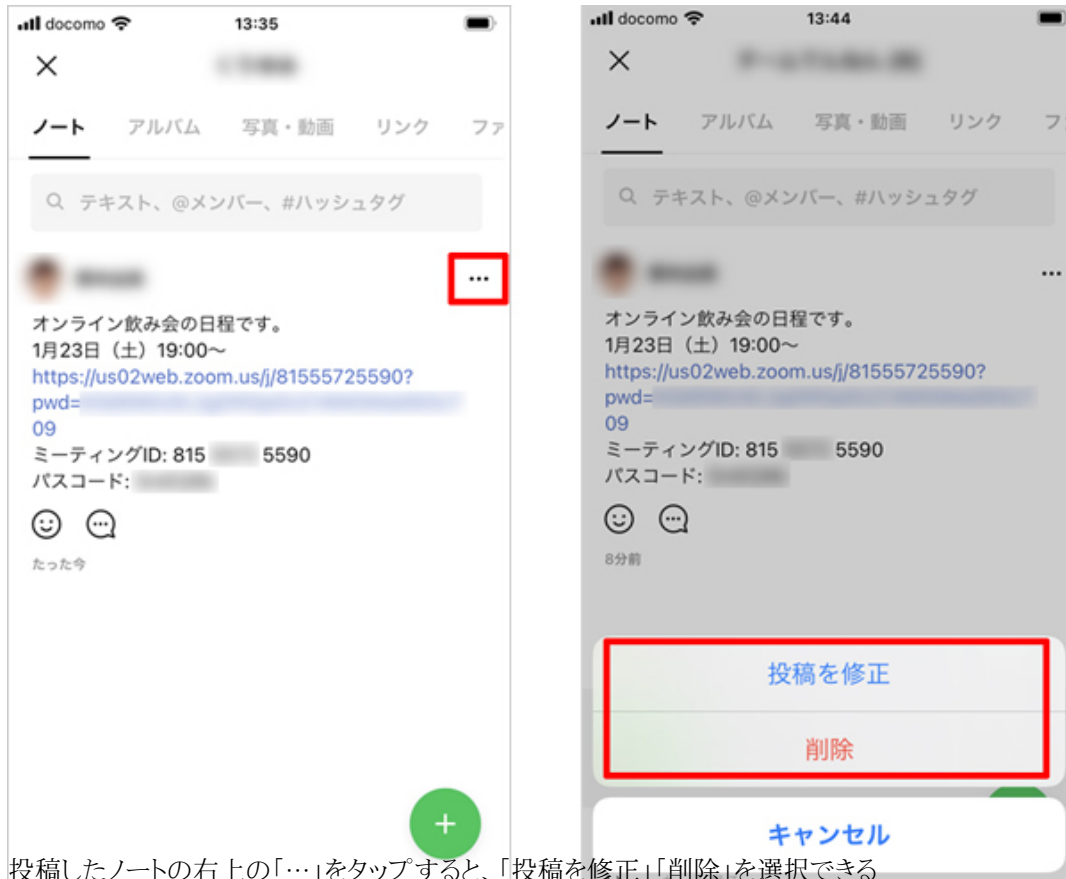 docomo 13:35
ノート アルバム 写真・動画 リンク ファ
テキスト、@メンバー、#ハッシュタグ
オンライン飲み会の日程です。
1月23日（土）19:00～
https://us02web.zoom.us/j/81555725590?
pwd=
09
ミーティングID: 815 5590
パスコード:
たった今
docomo 13:44
ノート アルバム 写真・動画 リンク フ
テキスト、@メンバー、#ハッシュタグ
オンライン飲み会の日程です。
1月23日（土）19:00～
https://us02web.zoom.us/j/81555725590?
pwd=
09
ミーティングID: 815 5590
パスコード:
8分前
投稿を修正
削除
キャンセル
投稿したノートの右上の「…」をタップすると、「投稿を修正」「削除」を選択できる